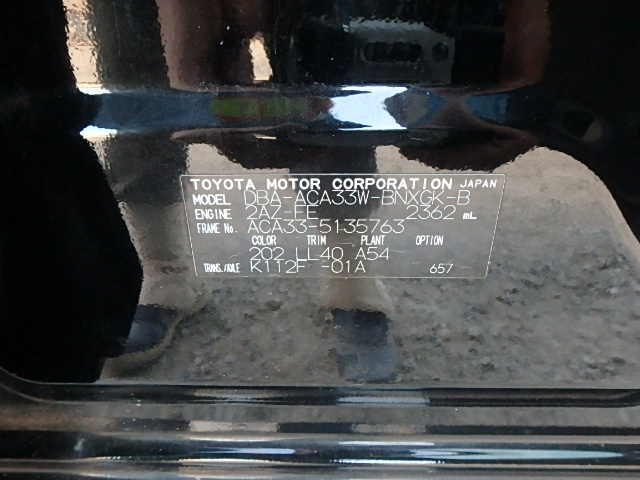 TOYOTA MOTOR CORPORATION JAPAN
MODEL DBA-ACA33W-BNXGK-B
ENGINE 2AZ-FE 2362 mL
FRAME No. ACA33-5135763
COLOR TRIM PLANT OPTION
202 LL40 A54
TRANS./AXLE K112F -01A 657